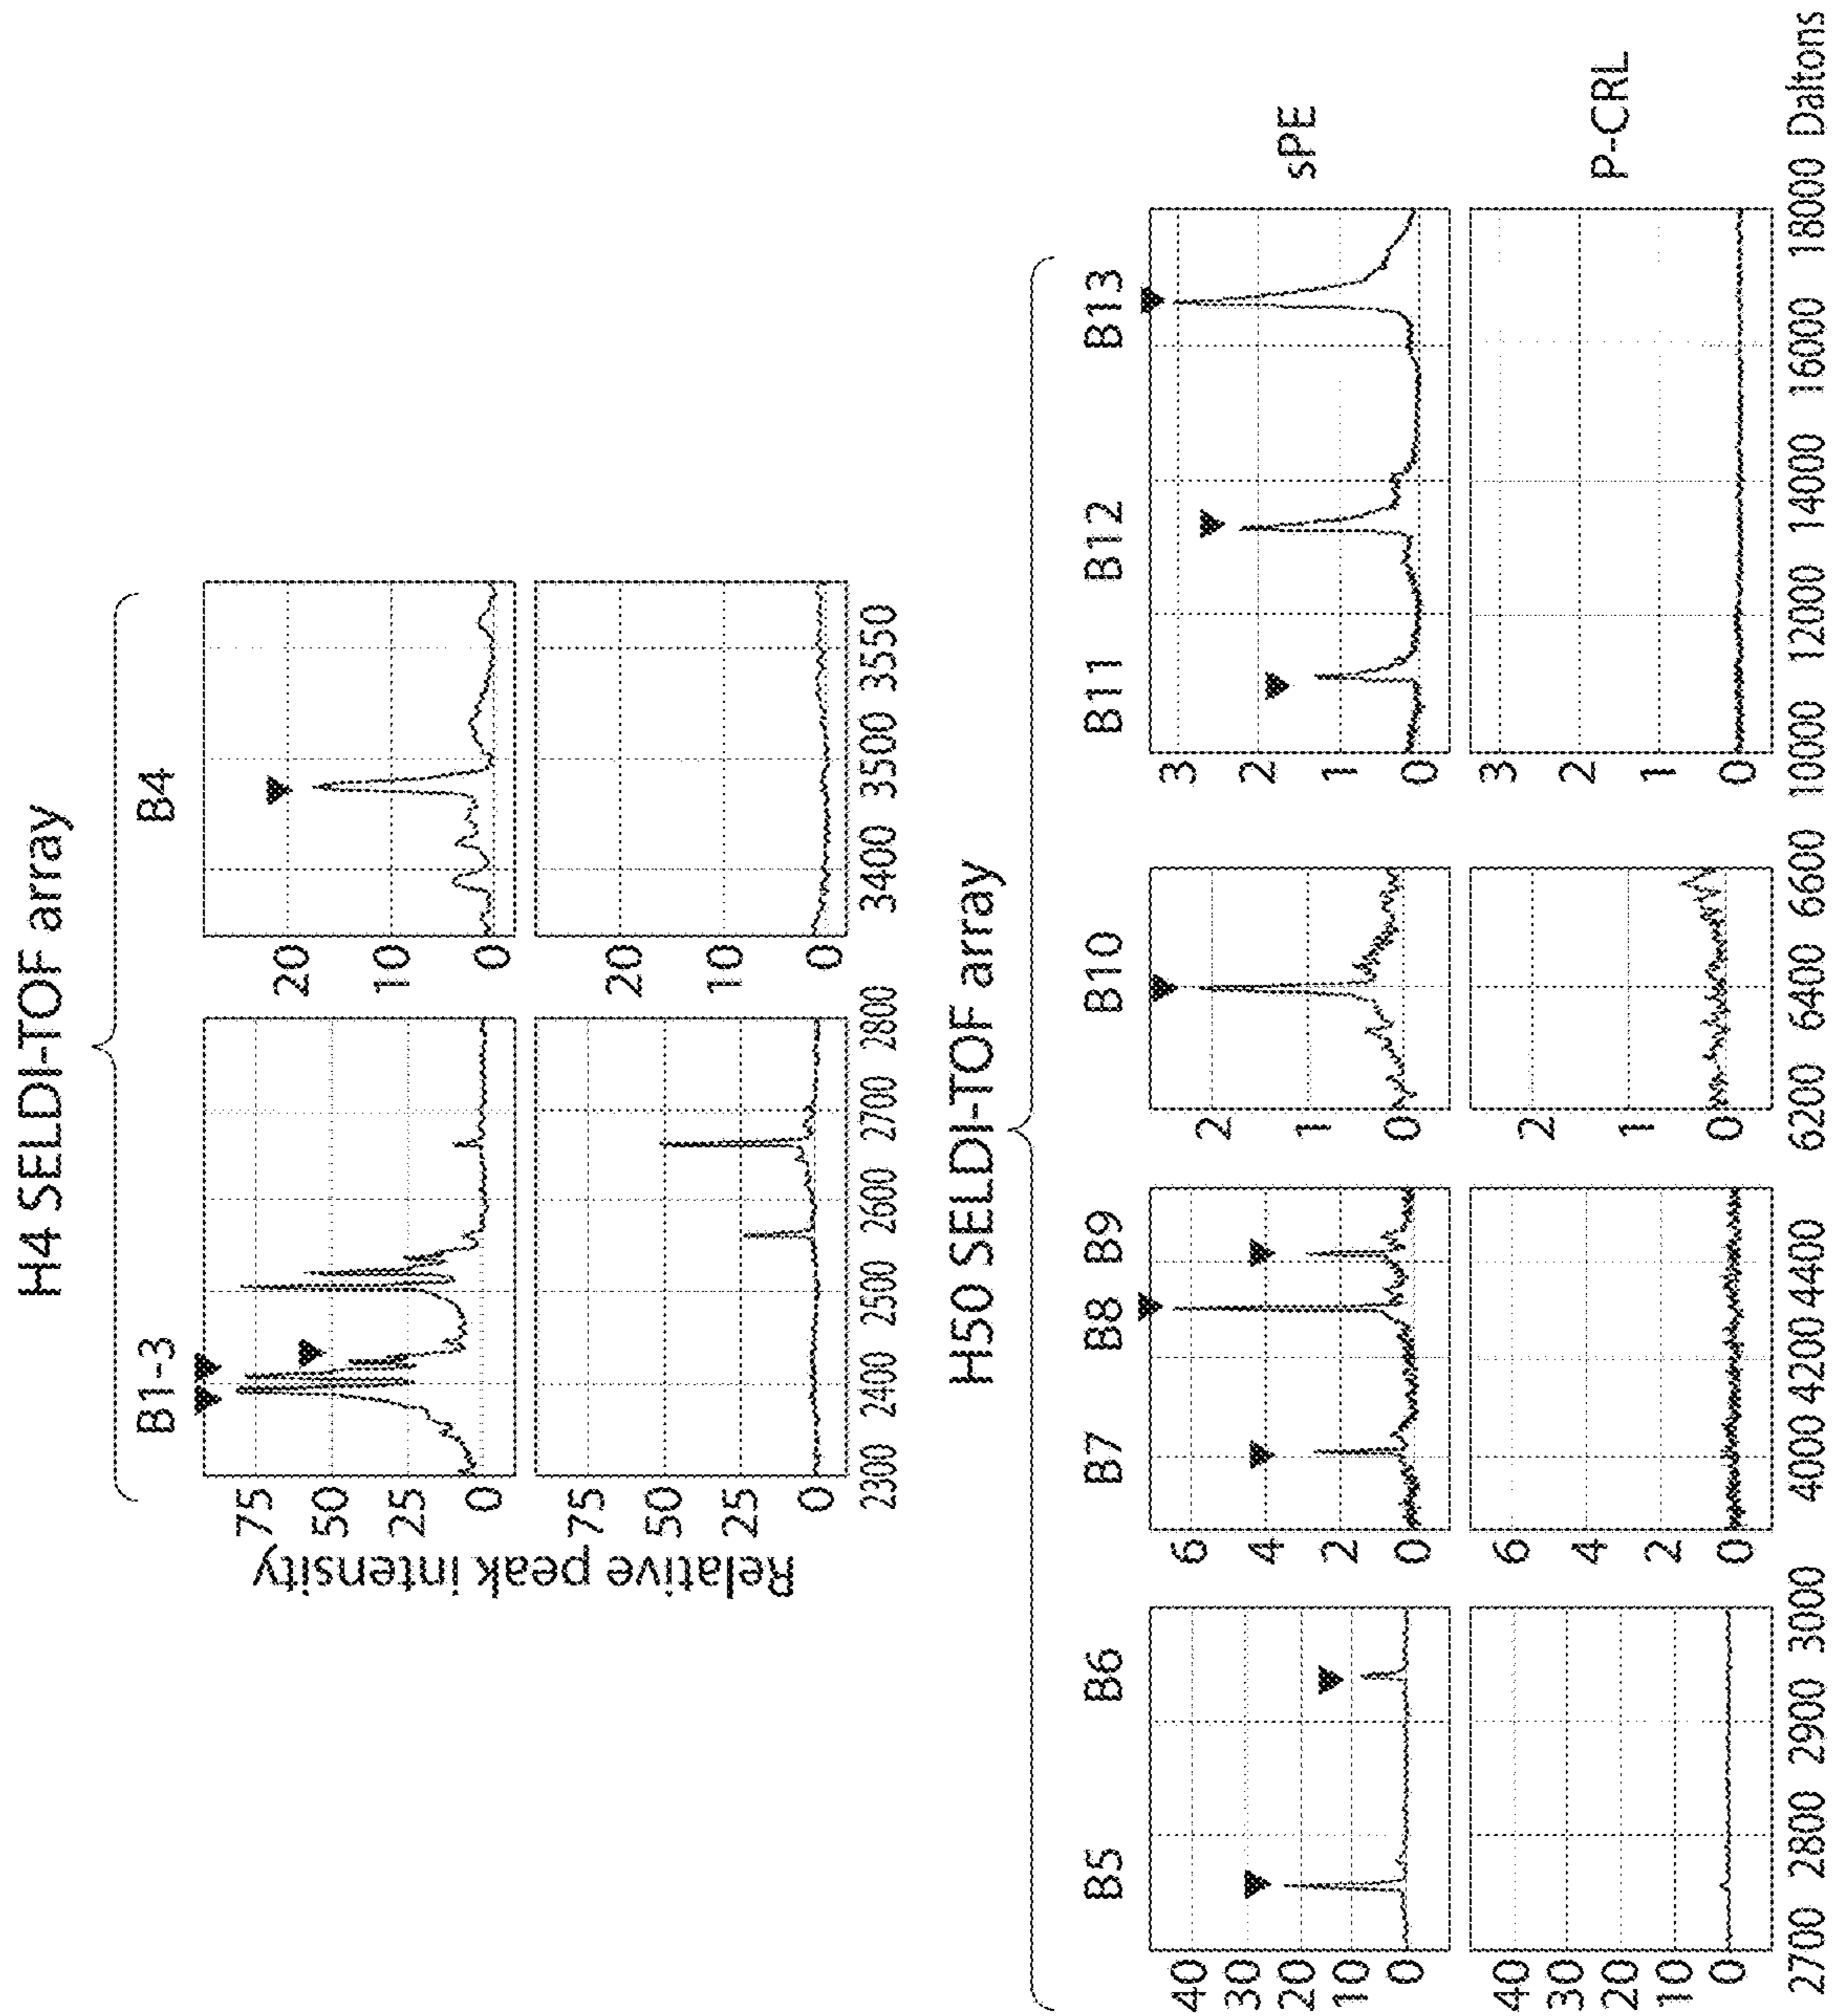 H4 SELDI-TOF array
B1-3 B4
Relative peak intensity
75 50 25 0
20 10 0
75 50 25 0
20 10 0
2300 2400 2500 2600 2700 2800
3400 3500 3550
H50 SELDI-TOF array
B5 B6 B7 B8 B9 B10 B11 B12 B13
40 30 20 10 0
6 4 2 0
2 1 0
3 2 1 0
sPE
40 30 20 10 0
6 4 2 0
2 1 0
3 2 1 0
P-CRL
2700 2800 2900 3000
4000 4200 4400
6200 6400 6600
10000 12000 14000 16000 18000 Daltons